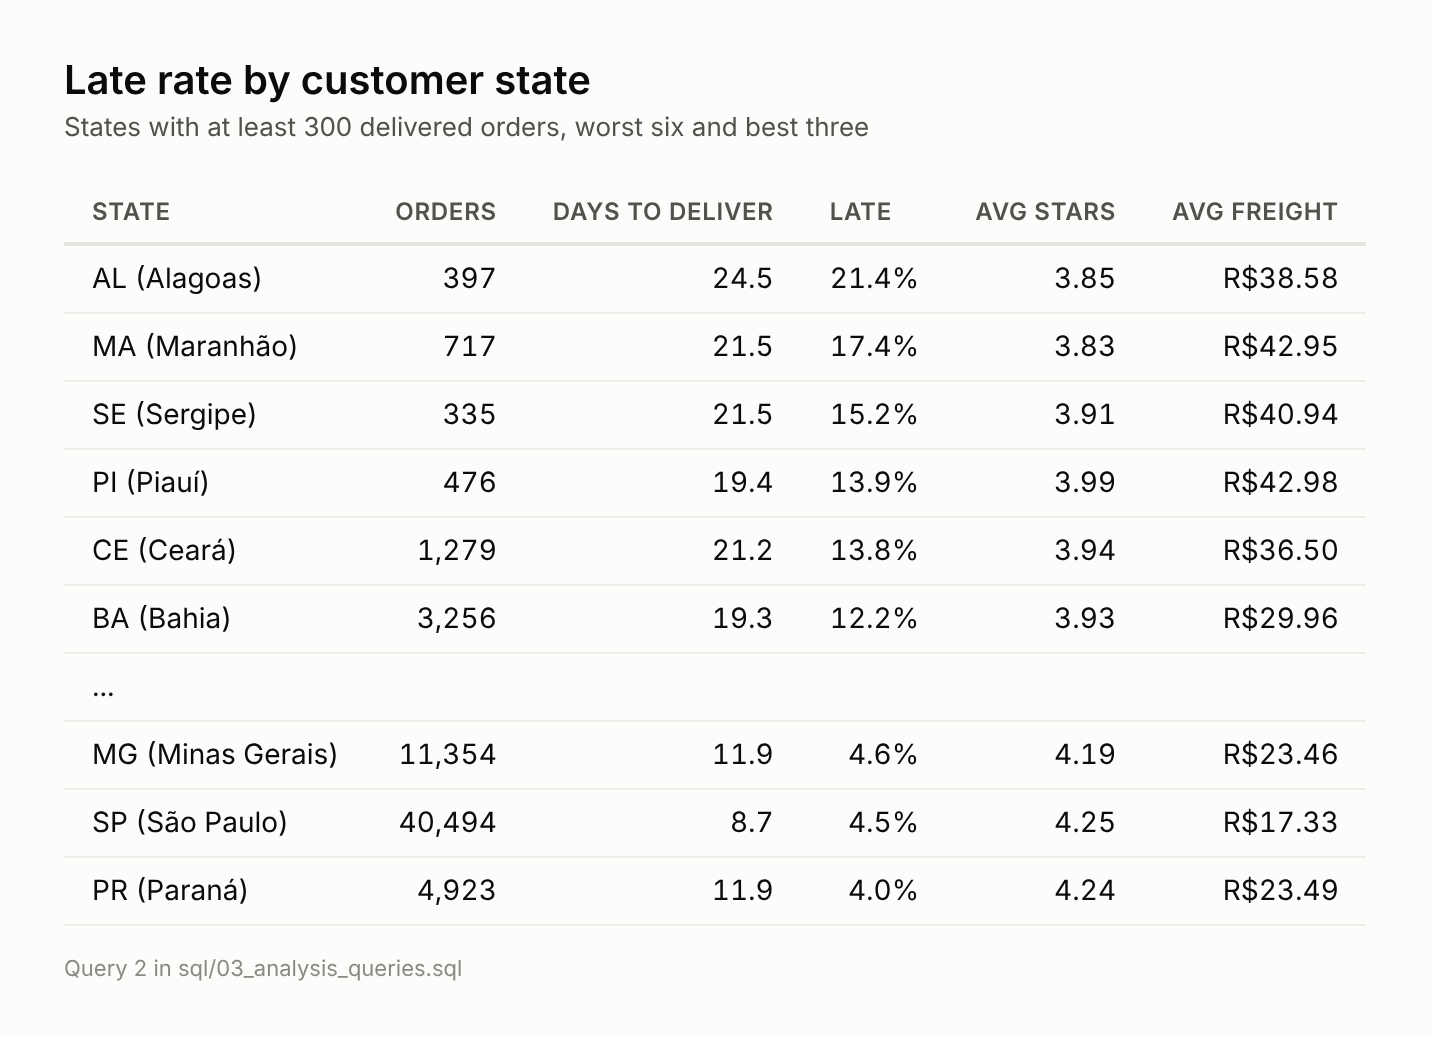 Late rate by customer state
States with at least 300 delivered orders, worst six and best three
STATE ORDERS DAYS TO DELIVER LATE AVG STARS AVG FREIGHT
AL (Alagoas) 397 24.5 21.4% 3.85 R$38.58
MA (Maranhão) 717 21.5 17.4% 3.83 R$42.95
SE (Sergipe) 335 21.5 15.2% 3.91 R$40.94
PI (Piauí) 476 19.4 13.9% 3.99 R$42.98
CE (Ceará) 1,279 21.2 13.8% 3.94 R$36.50
BA (Bahia) 3,256 19.3 12.2% 3.93 R$29.96
...
MG (Minas Gerais) 11,354 11.9 4.6% 4.19 R$23.46
SP (São Paulo) 40,494 8.7 4.5% 4.25 R$17.33
PR (Paraná) 4,923 11.9 4.0% 4.24 R$23.49
Query 2 in sql/03_analysis_queries.sql